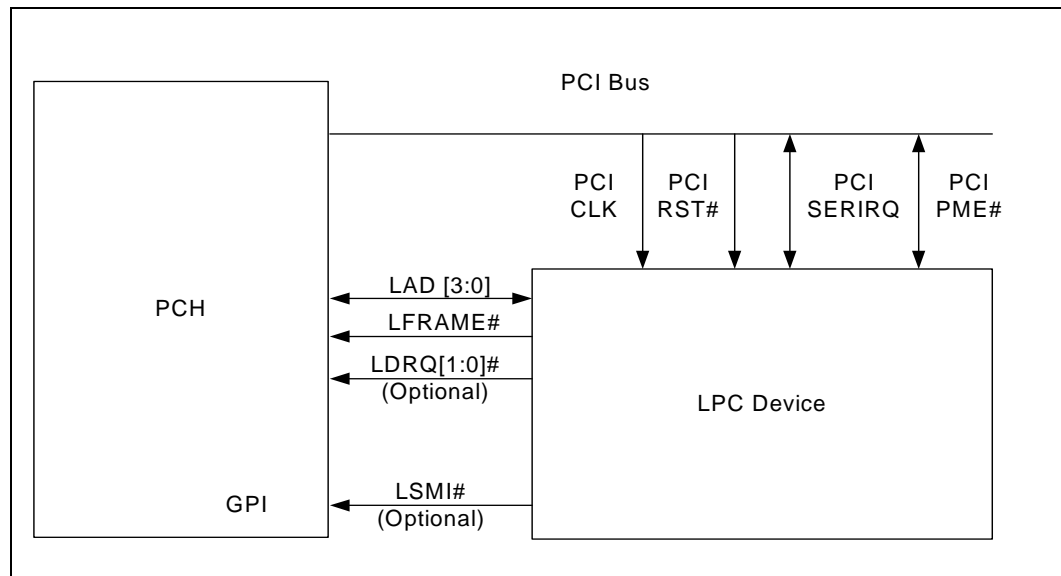 PCI Bus
PCI
CLK
PCI
RST#
PCI
SERIRQ
PCI
PME#
PCH
LAD [3:0]
LFRAME#
LDRQ[1:0]#
(Optional)
LPC Device
GPI
LSMI#
(Optional)